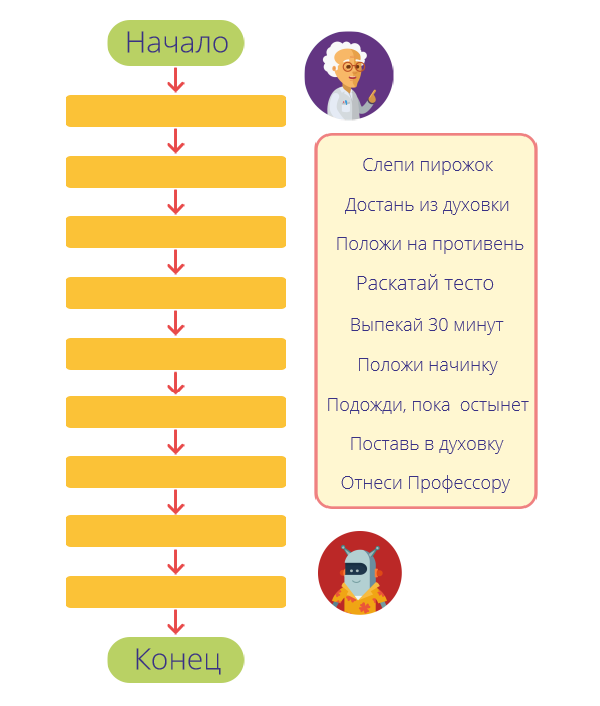 Начало
Слепи пирожок
Достань из духовки
Положи на противень
Раскатай тесто
Выпекай 30 минут
Положи начинку
Подожди, пока остынет
Поставь в духовку
Отнеси Профессору
Конец